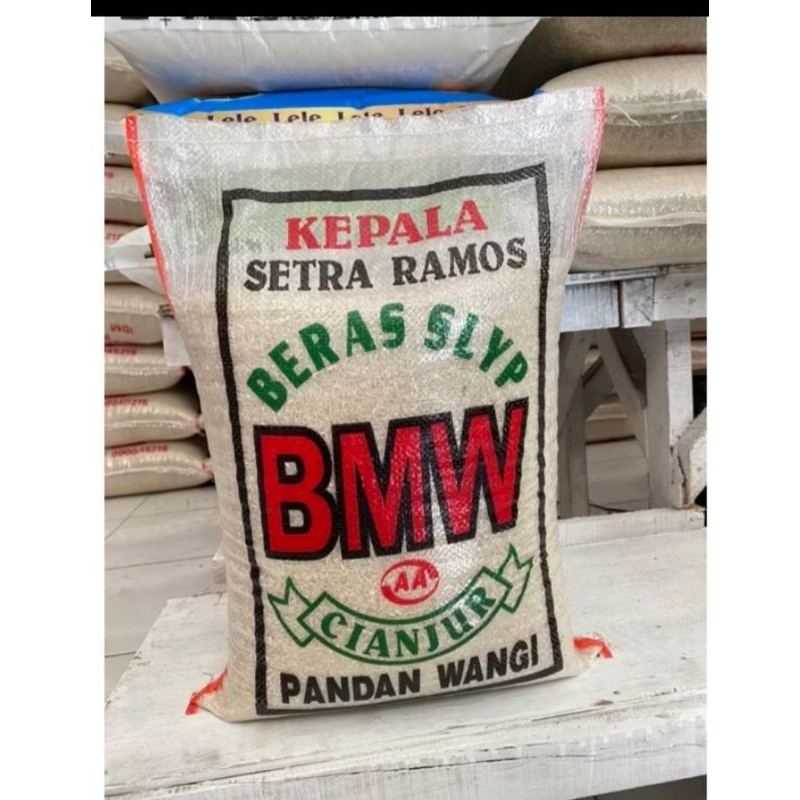 Lele Lele Lele Lele
KEPALA
SETRA RAMOS
BERAS SLYP
BMW
AA
CIANJUR
PANDAN WANGI